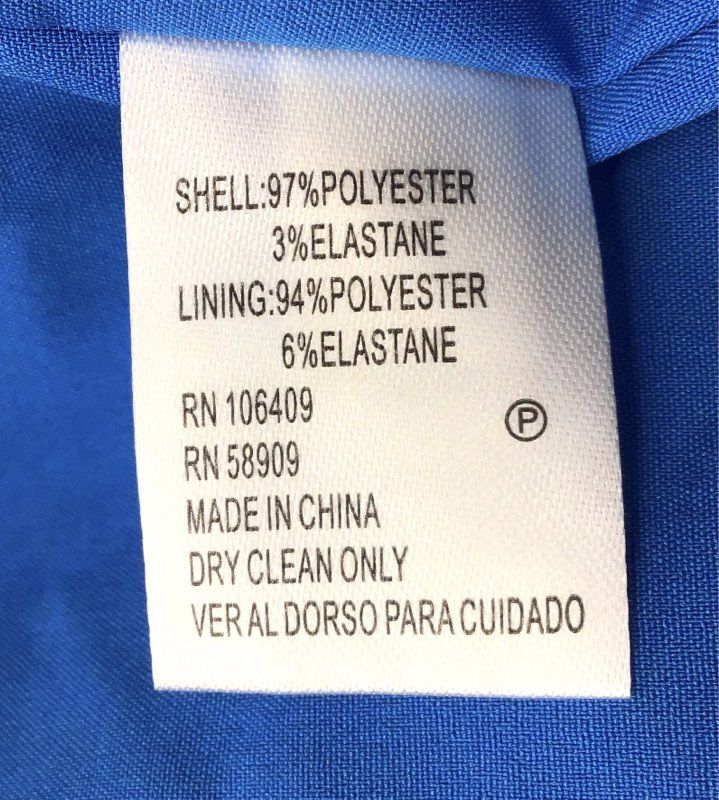 SHELL:97%POLYESTER
3%ELASTANE
LINING:94%POLYESTER
6%ELASTANE
RN 106409
P
RN 58909
MADE IN CHINA
DRY CLEAN ONLY
VER AL DORSO PARA CUIDADO